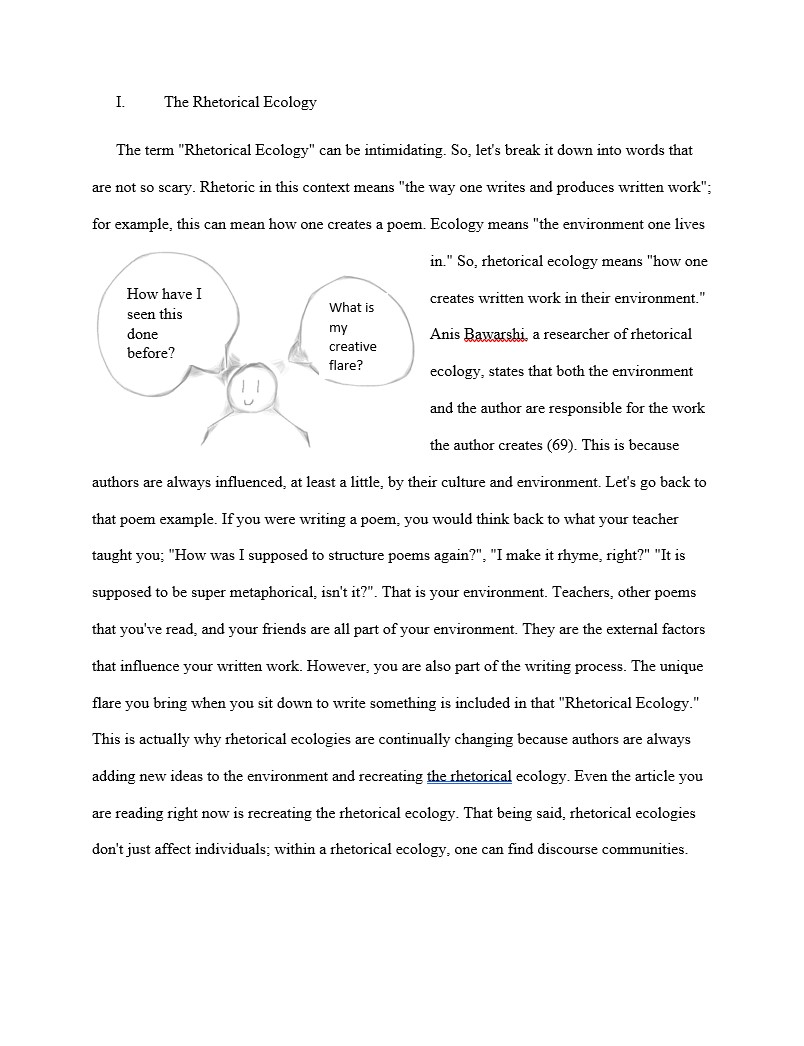 I. The Rhetorical Ecology
The term "Rhetorical Ecology" can be intimidating. So, let's break it down into words that
are not so scary. Rhetoric in this context means "the way one writes and produces written work";
for example, this can mean how one creates a poem. Ecology means "the environment one lives
in." So, rhetorical ecology means "how one
creates written work in their environment."
Anis Bawarshi, a researcher of rhetorical
ecology, states that both the environment
and the author are responsible for the work
the author creates (69). This is because
How have I
seen this
done
before?
What is
my
creative
flare?
authors are always influenced, at least a little, by their culture and environment. Let's go back to
that poem example. If you were writing a poem, you would think back to what your teacher
taught you; "How was I supposed to structure poems again?", "I make it rhyme, right?" "It is
supposed to be super metaphorical, isn't it?". That is your environment. Teachers, other poems
that you've read, and your friends are all part of your environment. They are the external factors
that influence your written work. However, you are also part of the writing process. The unique
flare you bring when you sit down to write something is included in that "Rhetorical Ecology."
This is actually why rhetorical ecologies are continually changing because authors are always
adding new ideas to the environment and recreating the rhetorical ecology. Even the article you
are reading right now is recreating the rhetorical ecology. That being said, rhetorical ecologies
don't just affect individuals; within a rhetorical ecology, one can find discourse communities.